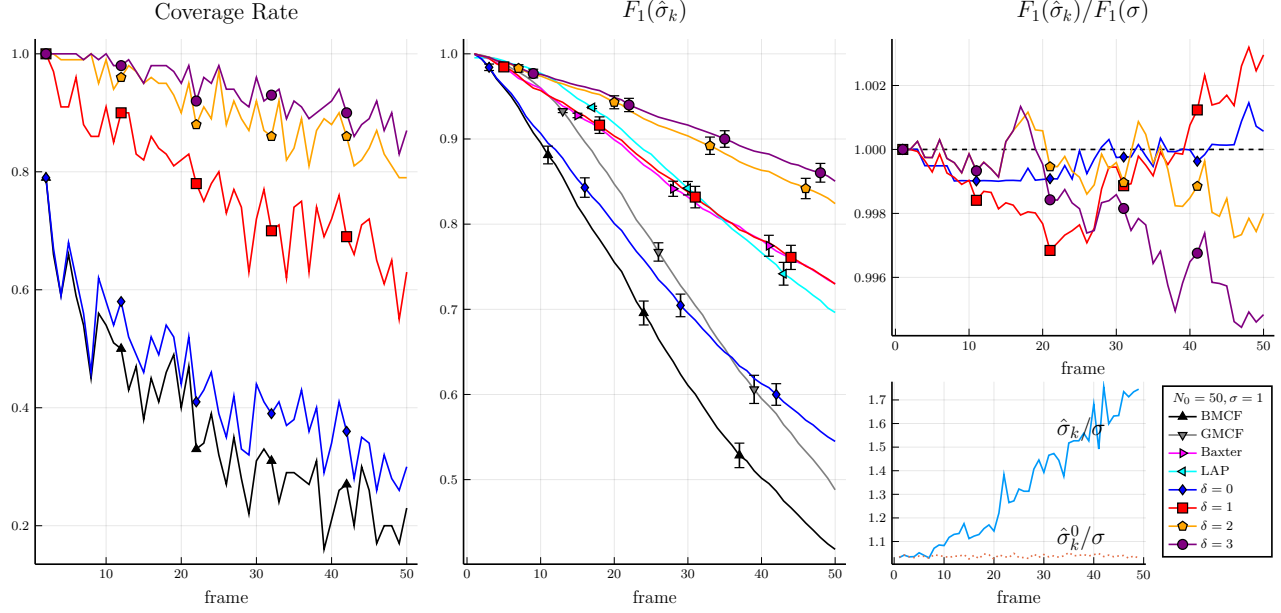 Coverage Rate
1.0
0.8
0.6
0.4
0.2
0
10
20
30
40
50
frame
F₁(σ̂ₖ)
1.0
0.9
0.8
0.7
0.6
0.5
0
10
20
30
40
50
frame
F₁(σ̂ₖ)/F₁(σ)
1.002
1.000
0.998
0.996
0
10
20
30
40
50
frame
1.7
1.6
1.5
1.4
1.3
1.2
1.1
1.0
σ̂ₖ/σ
σ̂ₖ⁰/σ
0
10
20
30
40
50
frame
N₀ = 50, σ = 1
BMCF
GMCF
Baxter
LAP
δ = 0
δ = 1
δ = 2
δ = 3